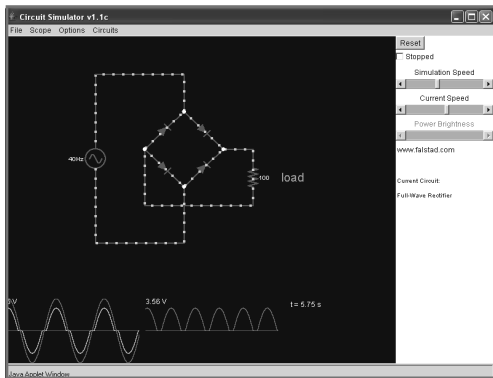 Circuit Simulator v1.1c
File Scope Options Circuits
Reset
Stopped
Simulation Speed
Current Speed
Power Brightness
www.falstad.com
Current Circuit:
Full-Wave Rectifier
40Hz
100
load
3.56 V
t = 5.75 s
Java Applet Window